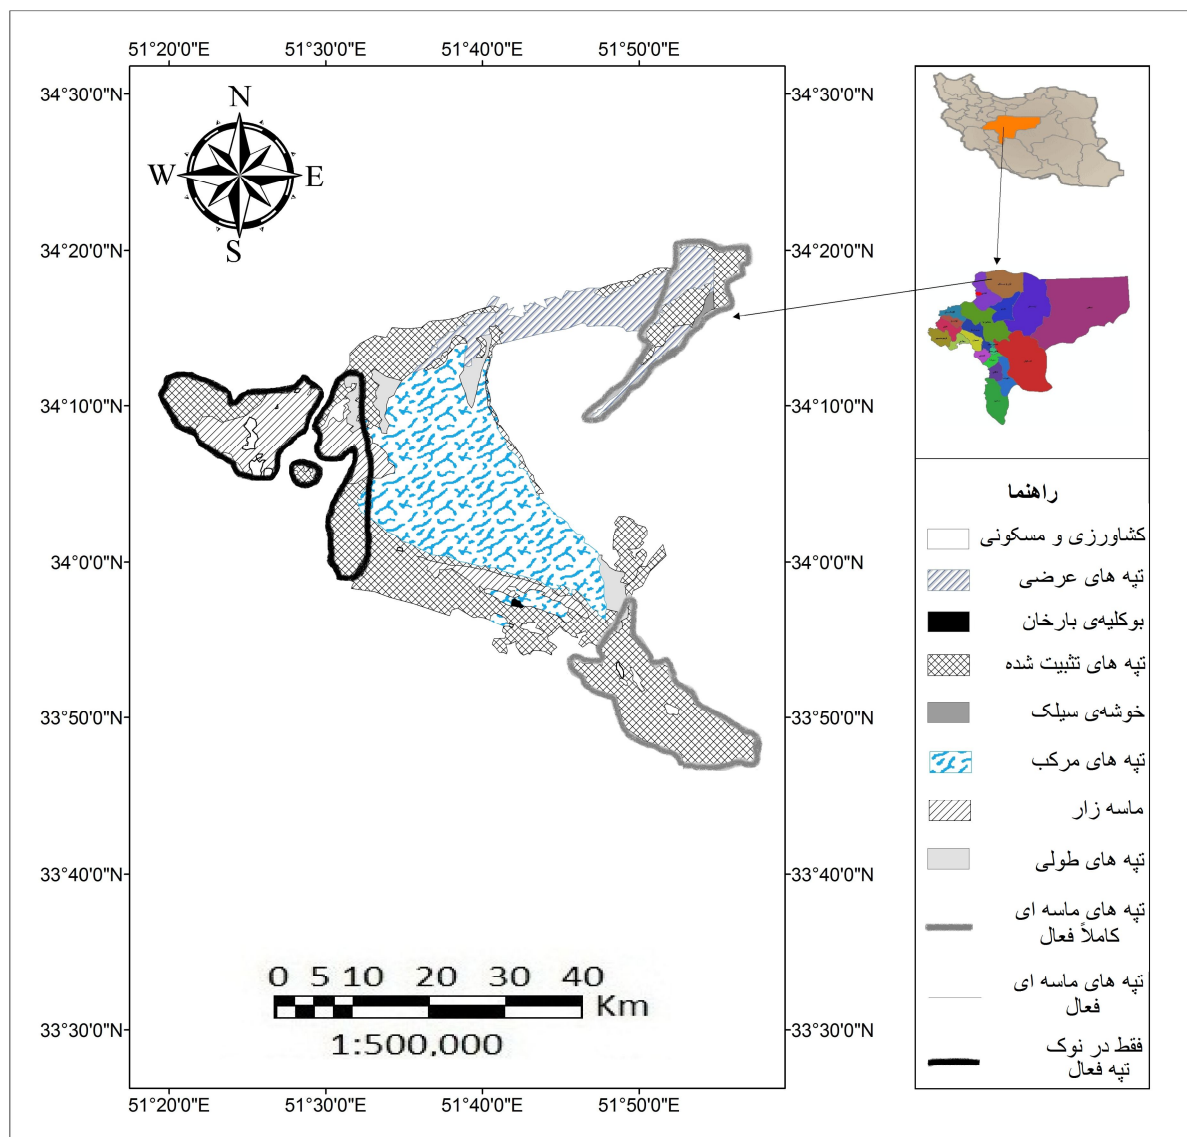 51°20'0"E 51°30'0"E 51°40'0"E 51°50'0"E
34°30'0"N 34°30'0"N
N
W E
S
34°20'0"N 34°20'0"N
34°10'0"N 34°10'0"N
34°0'0"N 34°0'0"N
33°50'0"N 33°50'0"N
33°40'0"N 33°40'0"N
33°30'0"N 33°30'0"N
0 5 10 20 30 40
Km
1:500,000
51°20'0"E 51°30'0"E 51°40'0"E 51°50'0"E
راهنما
کشاورزی و مسکونی
تپه های عرضی
بوکلیه‌ی بارخان
تپه های تثبیت شده
خوشه‌ی سیلک
تپه های مرکب
ماسه زار
تپه های طولی
تپه های ماسه ای
کاملاً فعال
تپه های ماسه ای
فعال
فقط در نوک
تپه فعال